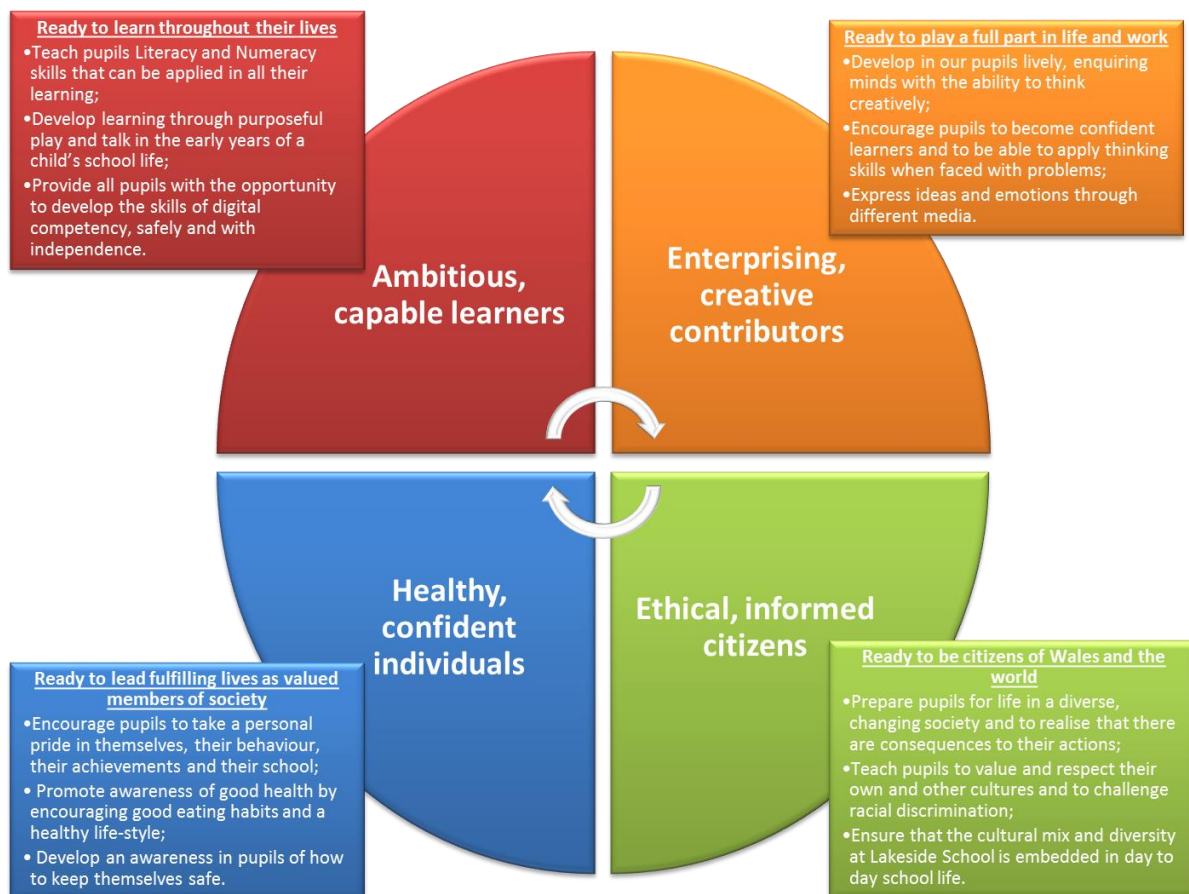 Ready to learn throughout their lives
•Teach pupils Literacy and Numeracy
skills that can be applied in all their
learning;
•Develop learning through purposeful
play and talk in the early years of a
child's school life;
•Provide all pupils with the opportunity
to develop the skills of digital
competency, safely and with
independence.
Ready to play a full part in life and work
•Develop in our pupils lively, enquiring
minds with the ability to think
creatively;
•Encourage pupils to become confident
learners and to be able to apply thinking
skills when faced with problems;
•Express ideas and emotions through
different media.
Ambitious,
capable learners
Enterprising,
creative
contributors
Healthy,
confident
individuals
Ethical, informed
citizens
Ready to lead fulfilling lives as valued
members of society
•Encourage pupils to take a personal
pride in themselves, their behaviour,
their achievements and their school;
• Promote awareness of good health by
encouraging good eating habits and a
healthy life-style;
• Develop an awareness in pupils of how
to keep themselves safe.
Ready to be citizens of Wales and the
world
•Prepare pupils for life in a diverse,
changing society and to realise that there
are consequences to their actions;
•Teach pupils to value and respect their
own and other cultures and to challenge
racial discrimination;
•Ensure that the cultural mix and diversity
at Lakeside School is embedded in day to
day school life.